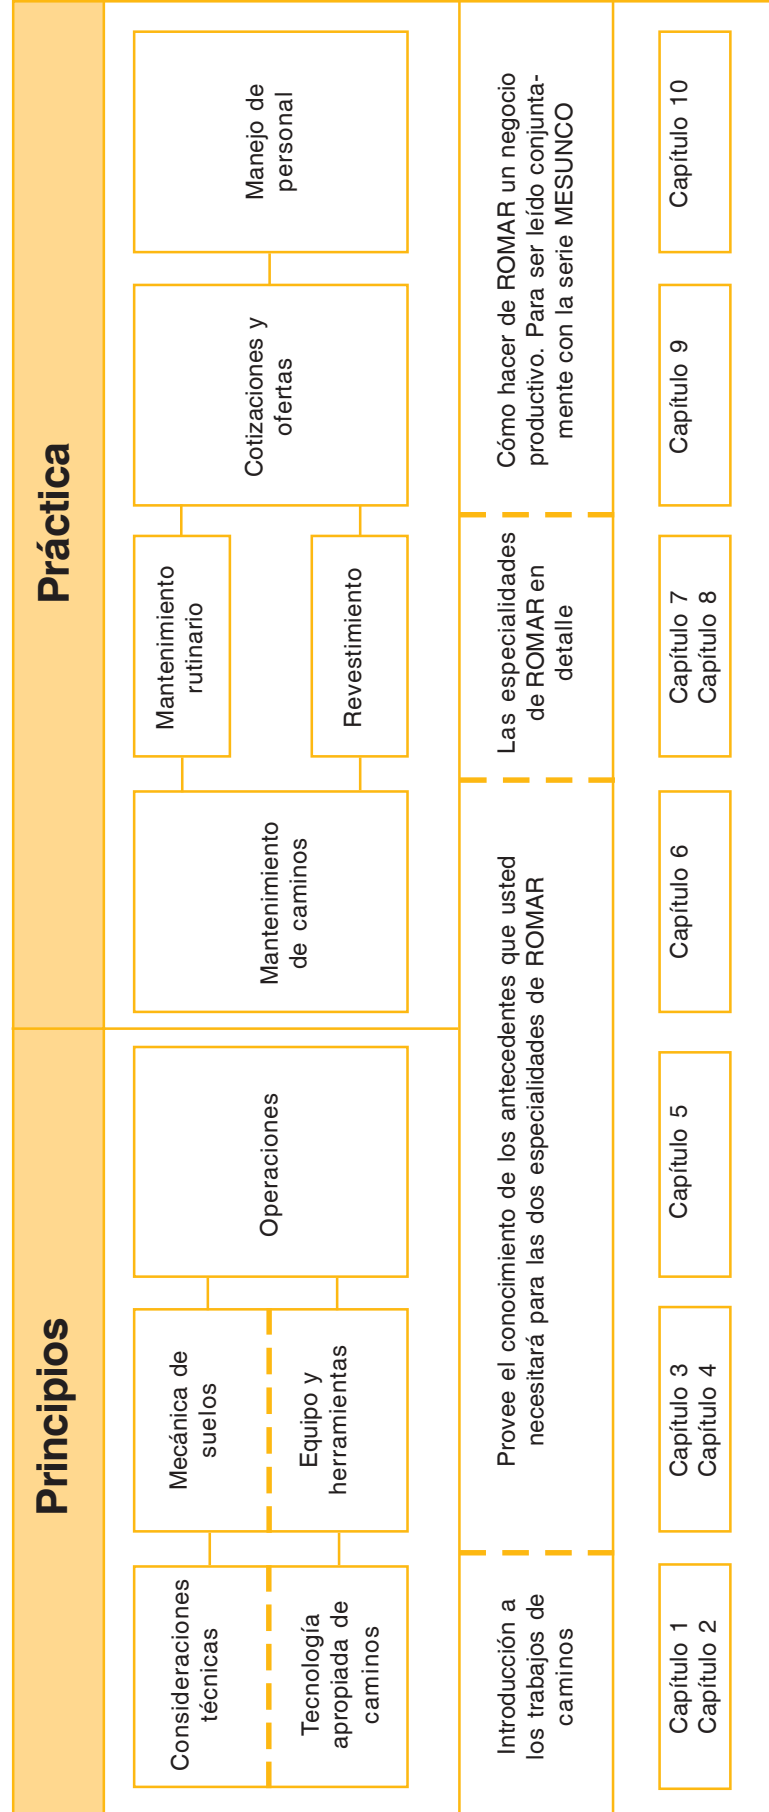 Principios
Práctica
Consideraciones
técnicas
Tecnología
apropiada de
caminos
Mecánica de
suelos
Equipo y
herramientas
Operaciones
Mantenimiento
de caminos
Mantenimiento
rutinario
Revestimiento
Cotizaciones y
ofertas
Manejo de
personal
Introducción a
los trabajos de
caminos
Provee el conocimiento de los antecedentes que usted
necesitará para las dos especialidades de ROMAR
Las especialidades
de ROMAR en
detalle
Cómo hacer de ROMAR un negocio
productivo. Para ser leído conjunta-
mente con la serie MESUNCO
Capítulo 1
Capítulo 2
Capítulo 3
Capítulo 4
Capítulo 5
Capítulo 6
Capítulo 7
Capítulo 8
Capítulo 9
Capítulo 10